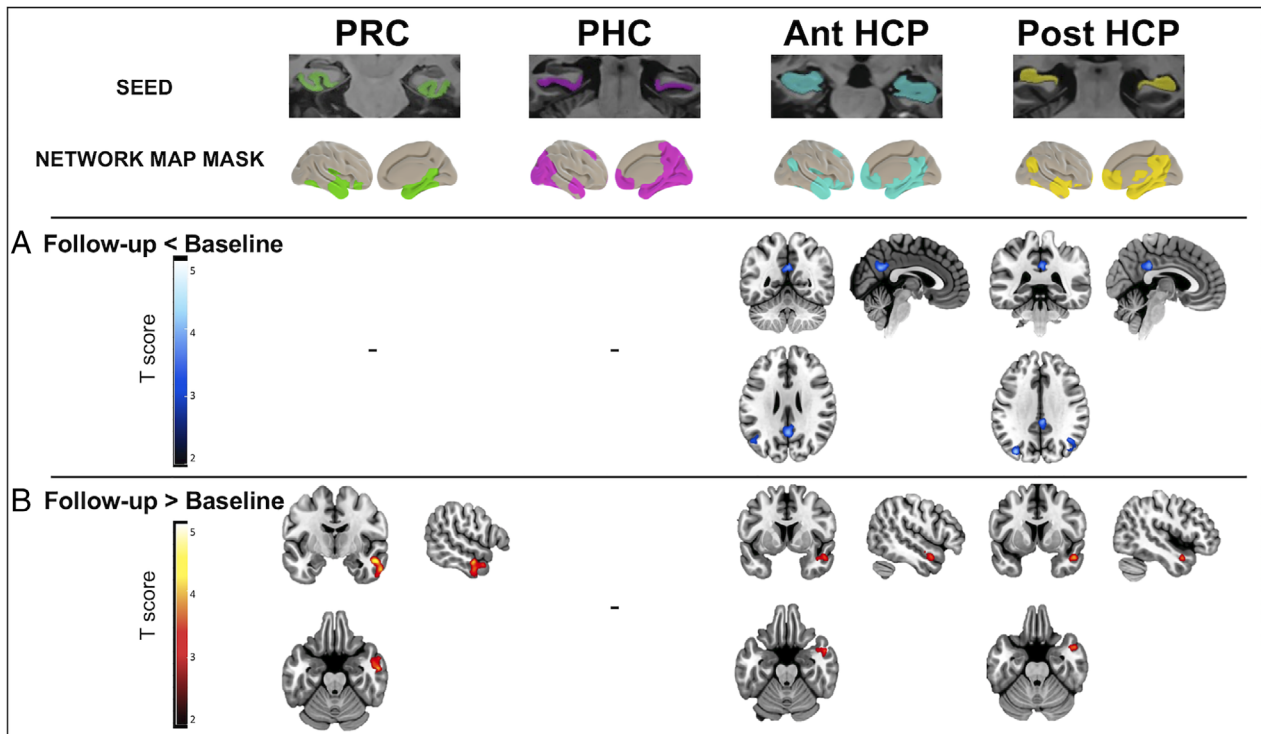 PRC PHC Ant HCP Post HCP
SEED
NETWORK MAP MASK
A Follow-up < Baseline
5
4
3
2
T score
- -
B Follow-up > Baseline
5
4
3
2
T score
-